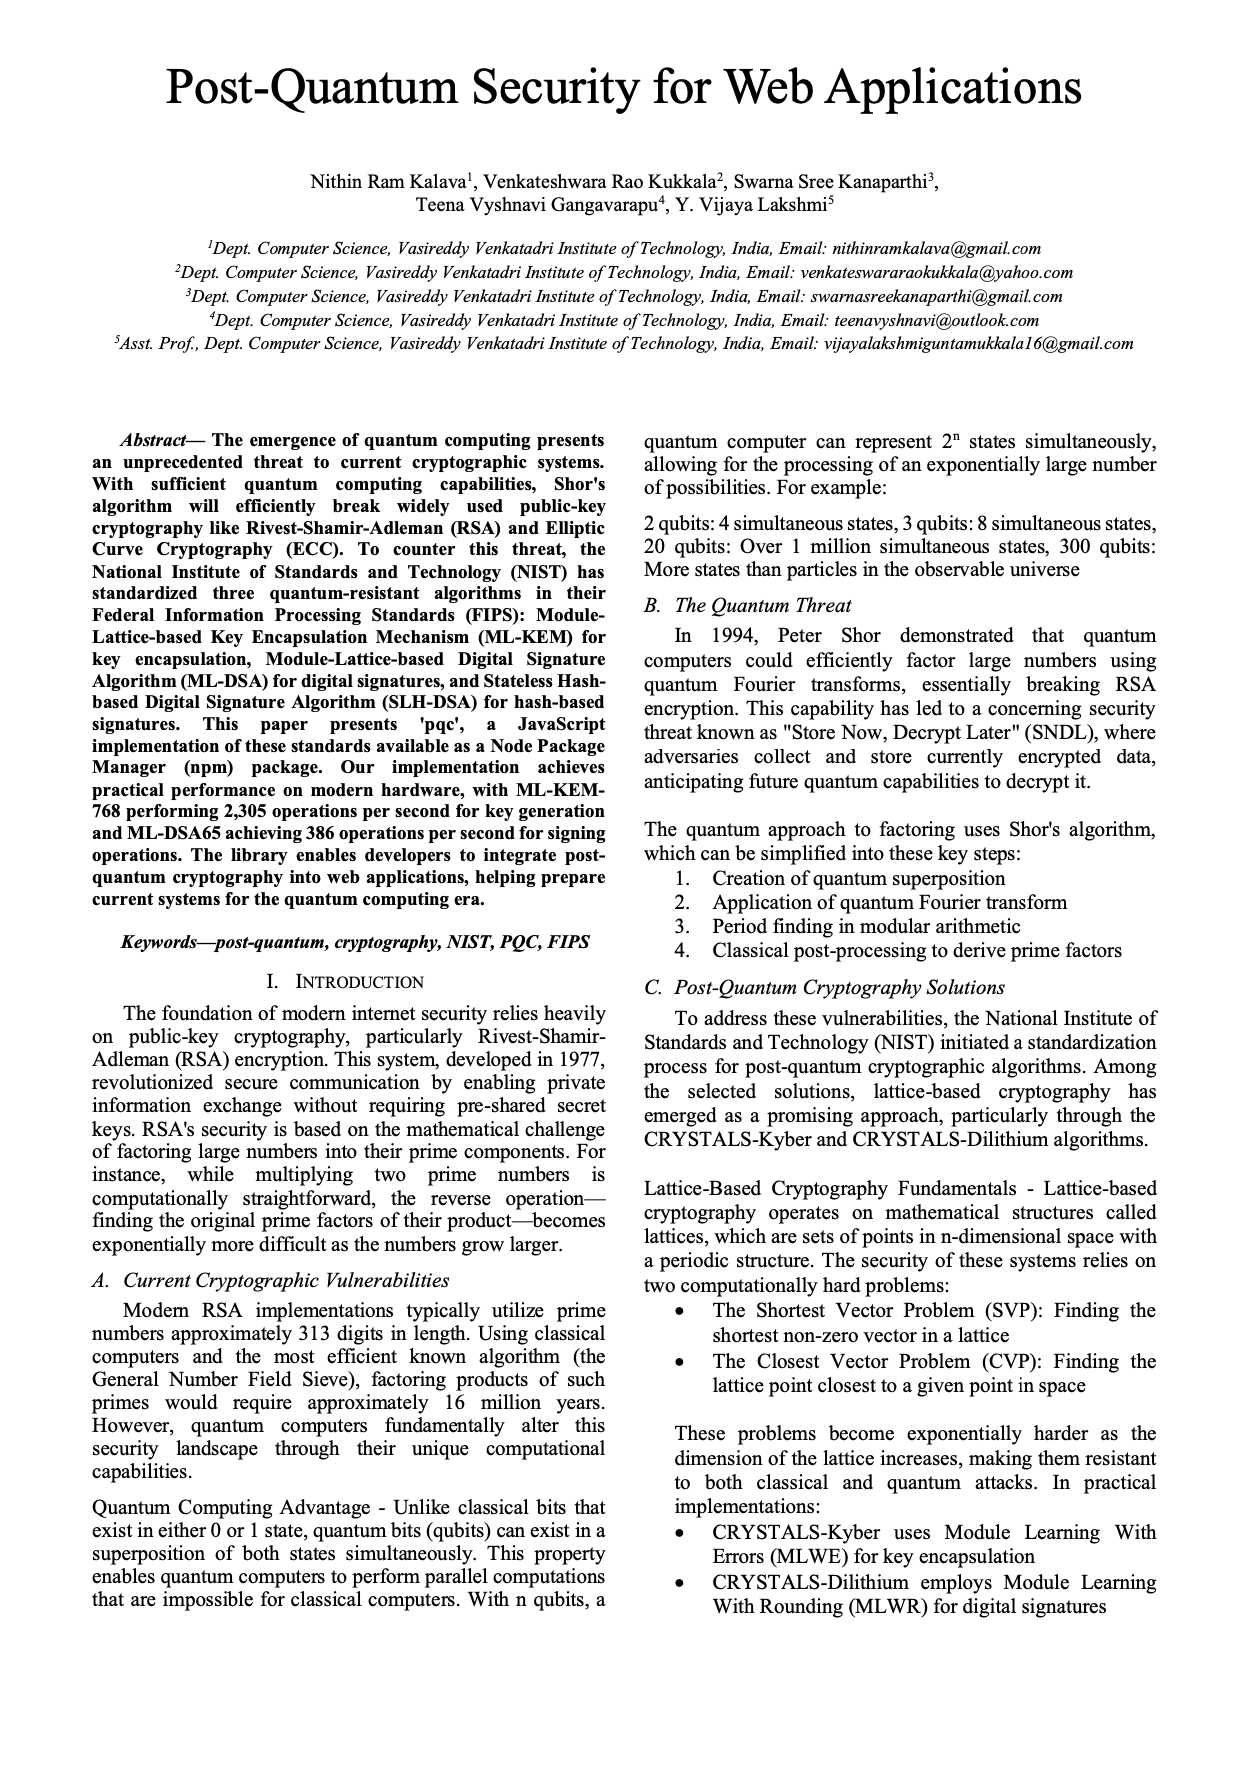 Post-Quantum Security for Web Applications
Nithin Ram Kalava1, Venkateshwara Rao Kukkala2, Swarna Sree Kanaparthi3,
Teena Vyshnavi Gangavarapu4, Y. Vijaya Lakshmi5
1Dept. Computer Science, Vasireddy Venkatadri Institute of Technology, India, Email: nithinramkalava@gmail.com
2Dept. Computer Science, Vasireddy Venkatadri Institute of Technology, India, Email: venkateswararaokukkala@yahoo.com
3Dept. Computer Science, Vasireddy Venkatadri Institute of Technology, India, Email: swarnasreekanaparthi@gmail.com
4Dept. Computer Science, Vasireddy Venkatadri Institute of Technology, India, Email: teenavyshnavi@outlook.com
5Asst. Prof., Dept. Computer Science, Vasireddy Venkatadri Institute of Technology, India, Email: vijayalakshmiguntamukkala16@gmail.com
Abstract— The emergence of quantum computing presents
an unprecedented threat to current cryptographic systems.
With sufficient quantum computing capabilities, Shor's
algorithm will efficiently break widely used public-key
cryptography like Rivest-Shamir-Adleman (RSA) and Elliptic
Curve Cryptography (ECC). To counter this threat, the
National Institute of Standards and Technology (NIST) has
standardized three quantum-resistant algorithms in their
Federal Information Processing Standards (FIPS): Module-
Lattice-based Key Encapsulation Mechanism (ML-KEM) for
key encapsulation, Module-Lattice-based Digital Signature
Algorithm (ML-DSA) for digital signatures, and Stateless Hash-
based Digital Signature Algorithm (SLH-DSA) for hash-based
signatures. This paper presents 'pqc', a JavaScript
implementation of these standards available as a Node Package
Manager (npm) package. Our implementation achieves
practical performance on modern hardware, with ML-KEM-
768 performing 2,305 operations per second for key generation
and ML-DSA65 achieving 386 operations per second for signing
operations. The library enables developers to integrate post-
quantum cryptography into web applications, helping prepare
current systems for the quantum computing era.
Keywords—post-quantum, cryptography, NIST, PQC, FIPS
I. INTRODUCTION
The foundation of modern internet security relies heavily
on public-key cryptography, particularly Rivest-Shamir-
Adleman (RSA) encryption. This system, developed in 1977,
revolutionized secure communication by enabling private
information exchange without requiring pre-shared secret
keys. RSA's security is based on the mathematical challenge
of factoring large numbers into their prime components. For
instance, while multiplying two prime numbers is
computationally straightforward, the reverse operation—
finding the original prime factors of their product—becomes
exponentially more difficult as the numbers grow larger.
A. Current Cryptographic Vulnerabilities
Modern RSA implementations typically utilize prime
numbers approximately 313 digits in length. Using classical
computers and the most efficient known algorithm (the
General Number Field Sieve), factoring products of such
primes would require approximately 16 million years.
However, quantum computers fundamentally alter this
security landscape through their unique computational
capabilities.
Quantum Computing Advantage - Unlike classical bits that
exist in either 0 or 1 state, quantum bits (qubits) can exist in a
superposition of both states simultaneously. This property
enables quantum computers to perform parallel computations
that are impossible for classical computers. With n qubits, a
quantum computer can represent 2n states simultaneously,
allowing for the processing of an exponentially large number
of possibilities. For example:
2 qubits: 4 simultaneous states, 3 qubits: 8 simultaneous states,
20 qubits: Over 1 million simultaneous states, 300 qubits:
More states than particles in the observable universe
B. The Quantum Threat
In 1994, Peter Shor demonstrated that quantum
computers could efficiently factor large numbers using
quantum Fourier transforms, essentially breaking RSA
encryption. This capability has led to a concerning security
threat known as "Store Now, Decrypt Later" (SNDL), where
adversaries collect and store currently encrypted data,
anticipating future quantum capabilities to decrypt it.
The quantum approach to factoring uses Shor's algorithm,
which can be simplified into these key steps:
1. Creation of quantum superposition
2. Application of quantum Fourier transform
3. Period finding in modular arithmetic
4. Classical post-processing to derive prime factors
C. Post-Quantum Cryptography Solutions
To address these vulnerabilities, the National Institute of
Standards and Technology (NIST) initiated a standardization
process for post-quantum cryptographic algorithms. Among
the selected solutions, lattice-based cryptography has
emerged as a promising approach, particularly through the
CRYSTALS-Kyber and CRYSTALS-Dilithium algorithms.
Lattice-Based Cryptography Fundamentals - Lattice-based
cryptography operates on mathematical structures called
lattices, which are sets of points in n-dimensional space with
a periodic structure. The security of these systems relies on
two computationally hard problems:
• The Shortest Vector Problem (SVP): Finding the
shortest non-zero vector in a lattice
• The Closest Vector Problem (CVP): Finding the
lattice point closest to a given point in space
These problems become exponentially harder as the
dimension of the lattice increases, making them resistant
to both classical and quantum attacks. In practical
implementations:
• CRYSTALS-Kyber uses Module Learning With
Errors (MLWE) for key encapsulation
• CRYSTALS-Dilithium employs Module Learning
With Rounding (MLWR) for digital signatures